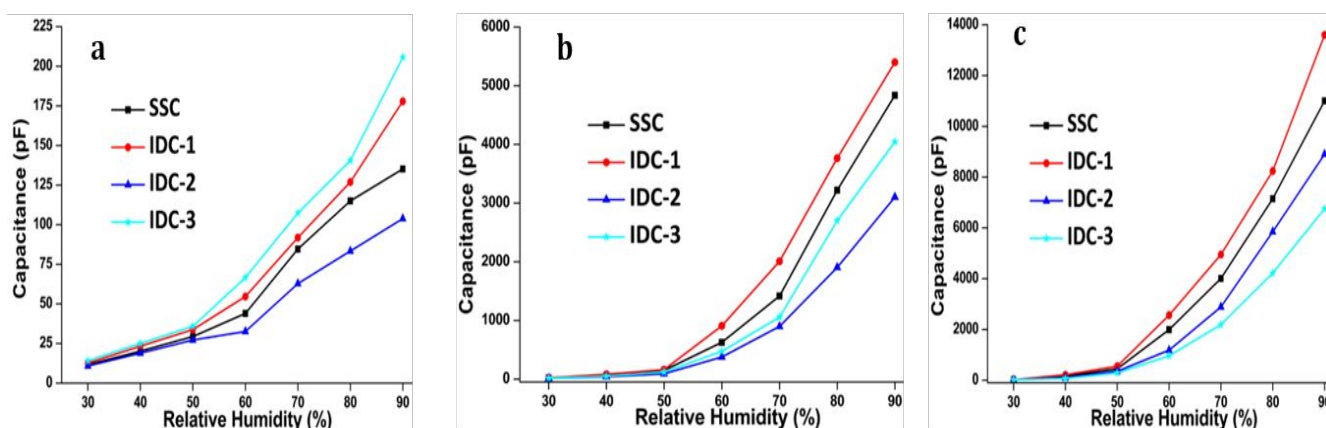 a
225
200
175
150
125
100
75
50
25
0
Capacitance (pF)
SSC
IDC-1
IDC-2
IDC-3
30 40 50 60 70 80 90
Relative Humidity (%)
b
6000
5000
4000
3000
2000
1000
0
Capacitance (pF)
SSC
IDC-1
IDC-2
IDC-3
30 40 50 60 70 80 90
Relative Humidity (%)
c
14000
12000
10000
8000
6000
4000
2000
0
Capacitance (pF)
SSC
IDC-1
IDC-2
IDC-3
30 40 50 60 70 80 90
Relative Humidity (%)